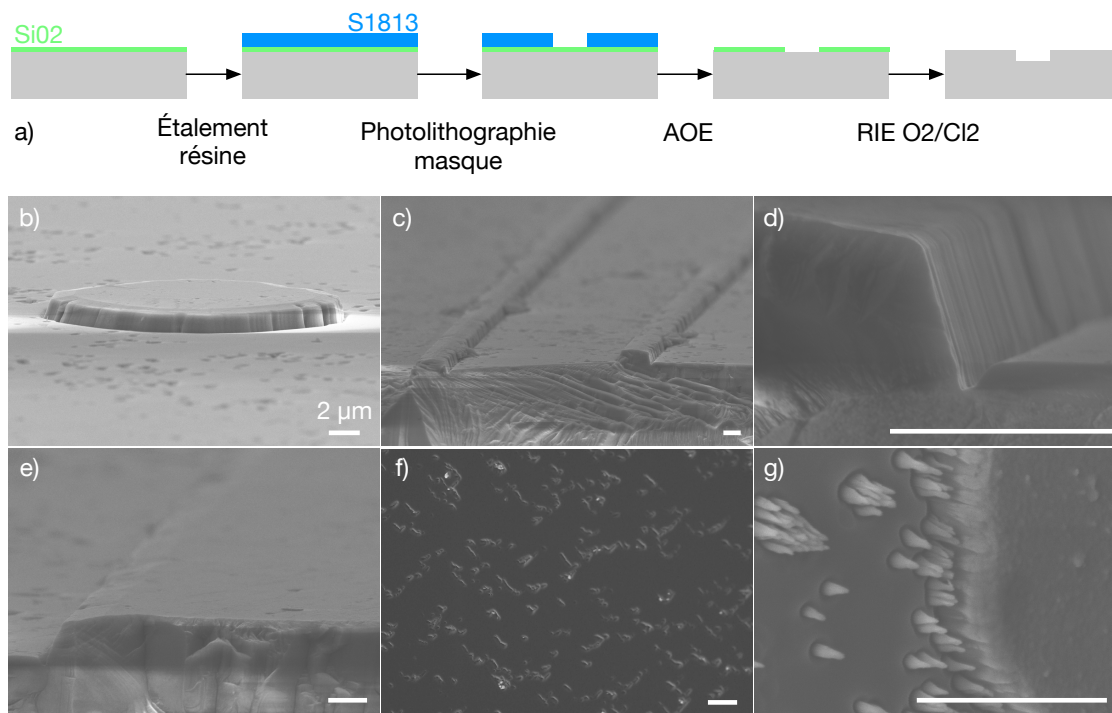 Si02
S1813
a)
Étalement
résine
Photolithographie
masque
AOE
RIE O2/Cl2
b)
2 µm
c)
d)
e)
f)
g)